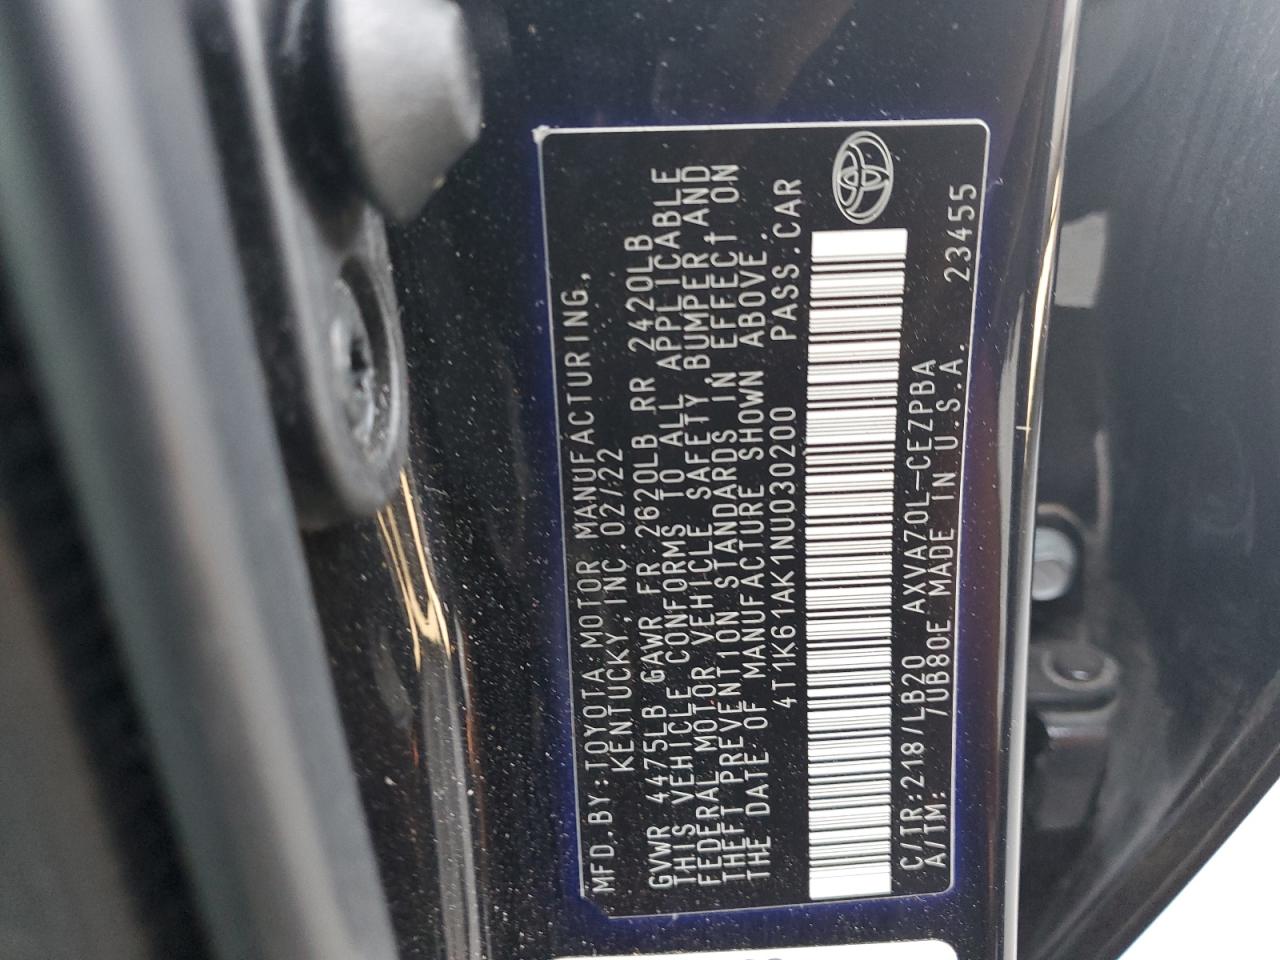 MFD.BY:TOYOTA MOTOR MANUFACTURING,
KENTUCKY, INC. 02/22
GVWR 4475LB GAWR FR 2620LB RR 2420LB
THIS VEHICLE CONFORMS TO ALL APPLICABLE
FEDERAL MOTOR VEHICLE SAFETY, BUMPER AND
THEFT PREVENTION STANDARDS IN EFFECT ON
THE DATE OF MANUFACTURE SHOWN ABOVE.
4T1K61AK1NU030200 PASS.CAR
C/TR:218/LB20 AXVA70L-CEZPBA
A/TM: /UB80E MADE IN U.S.A. 23455